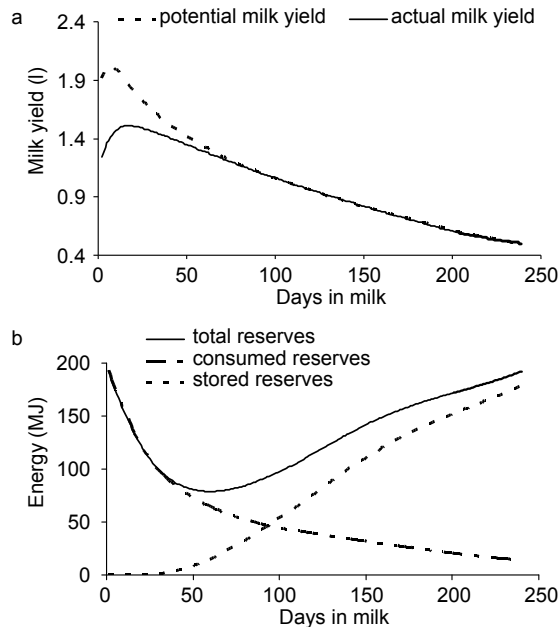 a
potential milk yield actual milk yield
2.4
1.9
1.4
0.9
0.4
Milk yield (l)
0 50 100 150 200 250
Days in milk
b
total reserves
consumed reserves
stored reserves
200
150
100
50
0
Energy (MJ)
0 50 100 150 200 250
Days in milk